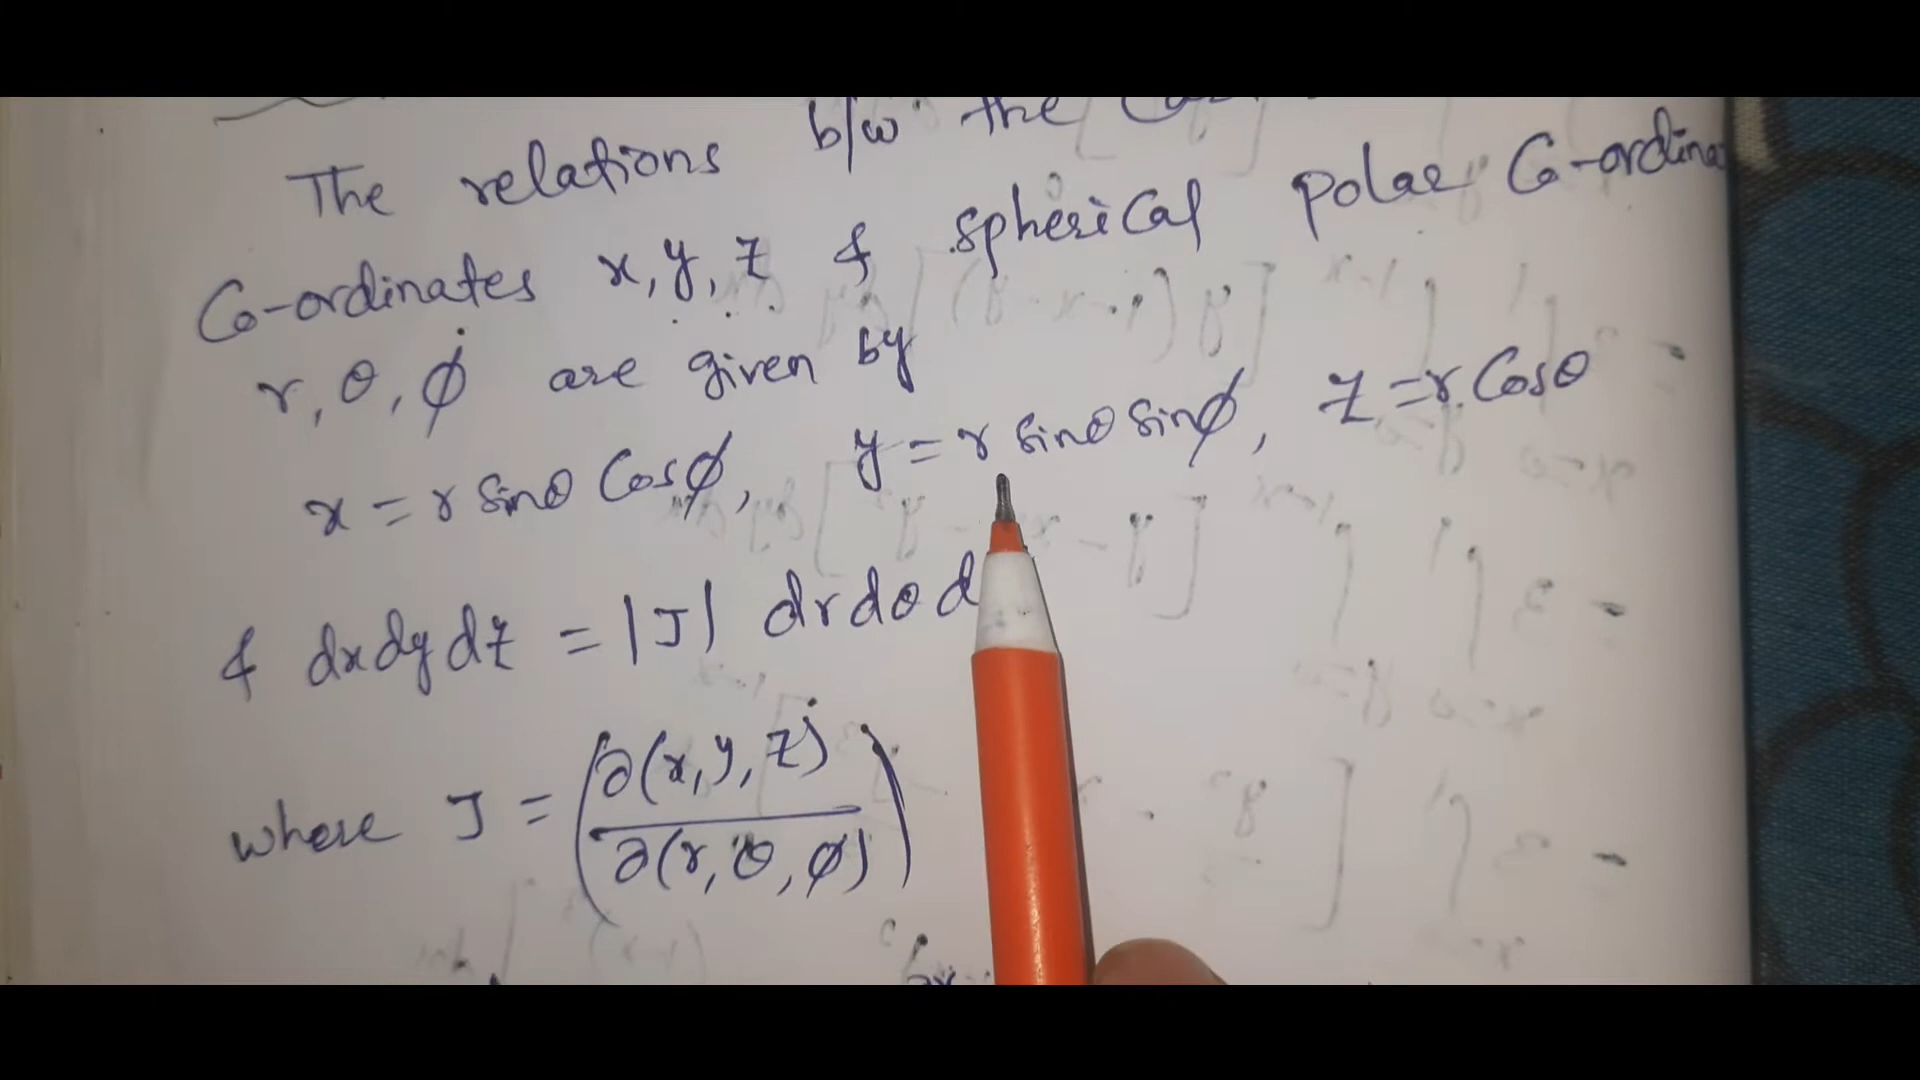 The relations b/w the
Co-ordinates x, y, z & spherical polar Co-ordina
r, θ, ϕ are given by
x = r sinθ Cosϕ, y = r sinθ sinϕ, z = r Cosθ
& dxdydz = |J| drdθd
where J = (∂(x, y, z) / ∂(r, θ, ϕ))